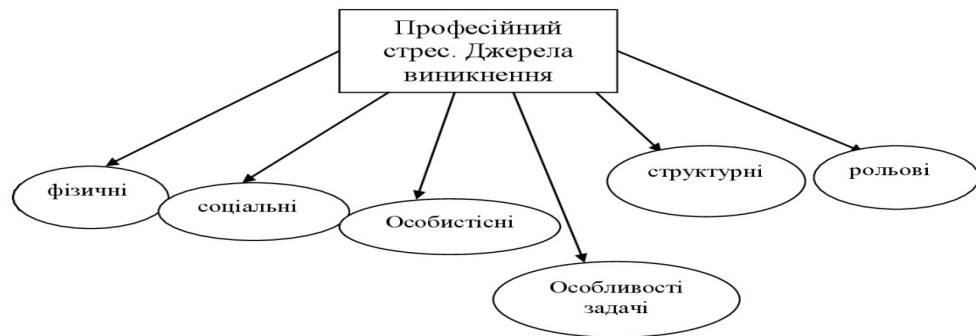 Професійний
стрес. Джерела
виникнення
фізичні
соціальні
Особистісні
Особливості
задачі
структурні
рольові